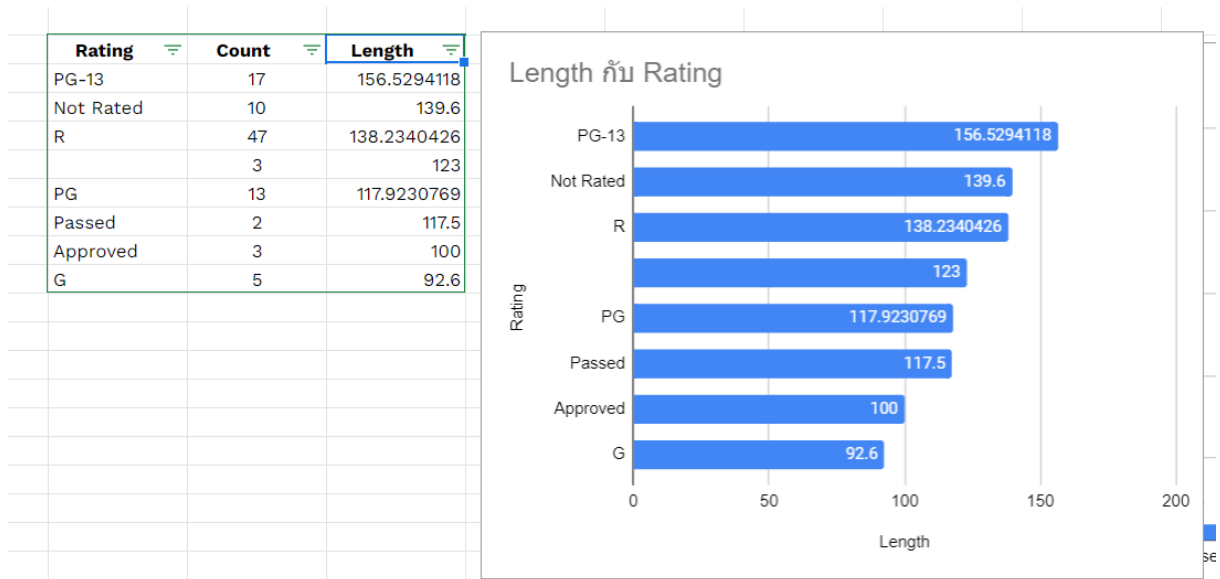 Rating Count Length
PG-13 17 156.5294118
Not Rated 10 139.6
R 47 138.2340426
3 123
PG 13 117.9230769
Passed 2 117.5
Approved 3 100
G 5 92.6
Length กับ Rating
PG-13 156.5294118
Not Rated 139.6
R 138.2340426
123
PG 117.9230769
Passed 117.5
Approved 100
G 92.6
Rating
0 50 100 150 200
Length
se